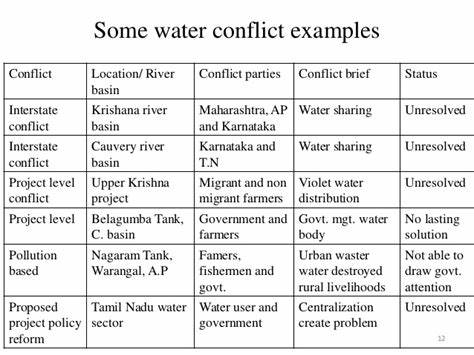 Some water conflict examples
Conflict
Location/ River
basin
Conflict parties
Conflict brief
Status
Interstate
conflict
Krishana river
basin
Maharashtra, AP
and Karnataka
Water sharing
Unresolved
Interstate
conflict
Cauvery river
basin
Karnataka and
T.N
Water sharing
Unresolved
Project level
conflict
Upper Krishna
project
Migrant and non
migrant farmers
Violet water
distribution
Unresolved
Project level
Belagumba Tank,
C. basin
Government and
farmers
Govt. mgt. water
body
No lasting
solution
Pollution
based
Nagaram Tank,
Warangal, A.P
Famers,
fishermen and
govt.
Urban waster
water destroyed
rural livelihoods
Not able to
draw govt.
attention
Proposed
project policy
reform
Tamil Nadu water
sector
Water user and
government
Centralization
create problem
Unresolved
12